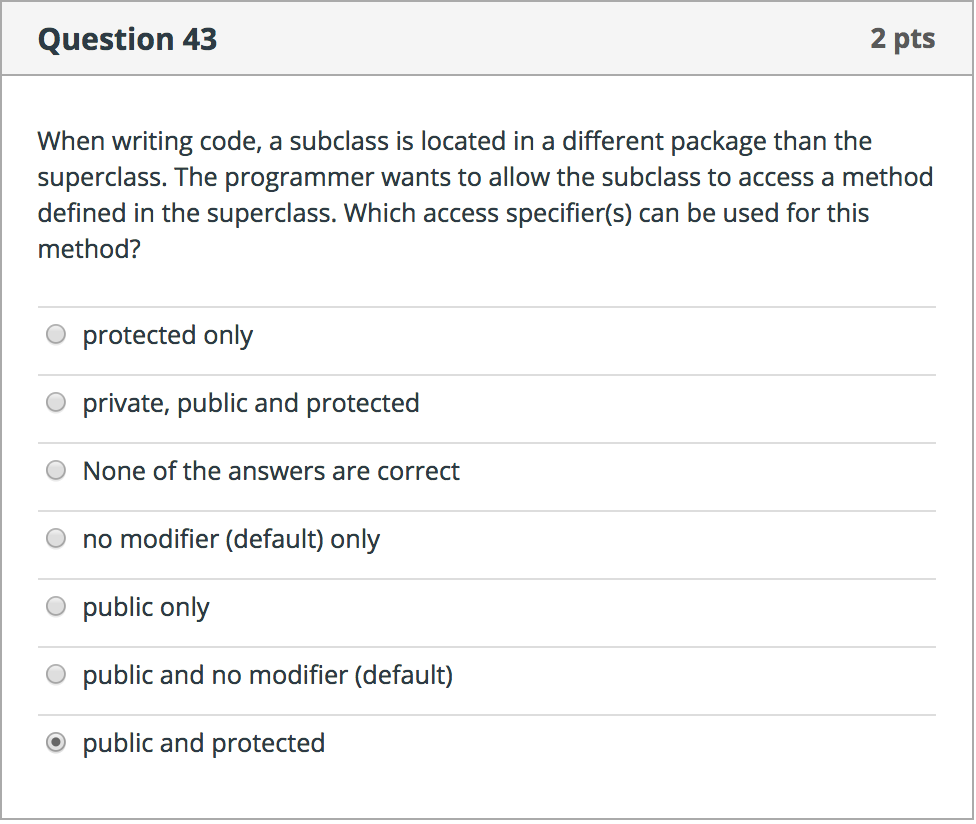 Question 43
2 pts
When writing code, a subclass is located in a different package than the
superclass. The programmer wants to allow the subclass to access a method
defined in the superclass. Which access specifier(s) can be used for this
method?
protected only
private, public and protected
None of the answers are correct
no modifier (default) only
public only
public and no modifier (default)
public and protected